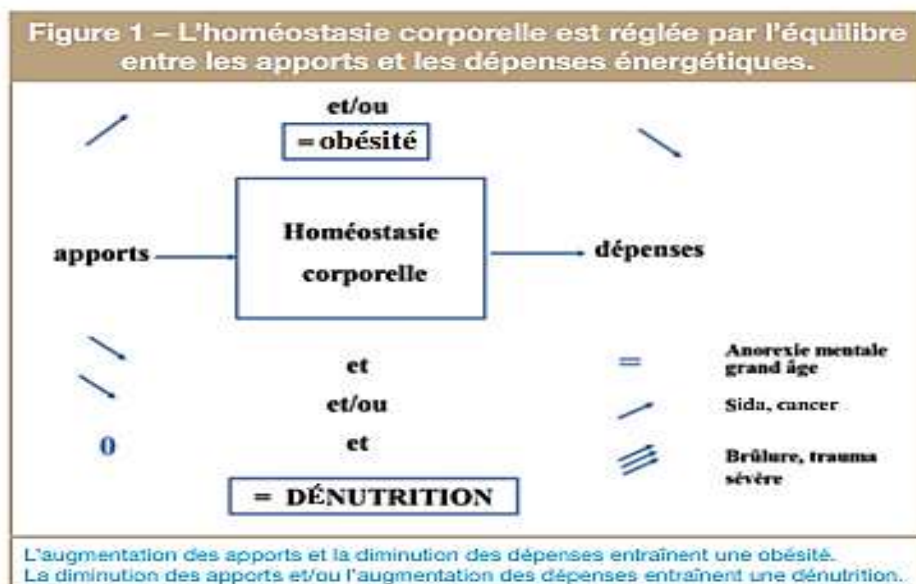 Figure 1 – L'homéostasie corporelle est réglée par l'équilibre
entre les apports et les dépenses énergétiques.
et/ou
= obésité
apports
Homéostasie
corporelle
dépenses
et
=
Anorexie mentale
grand âge
et/ou
Sida, cancer
0
et
Brûlure, trauma
sévère
= DÉNUTRITION
L'augmentation des apports et la diminution des dépenses entraînent une obésité.
La diminution des apports et/ou l'augmentation des dépenses entraînent une dénutrition.